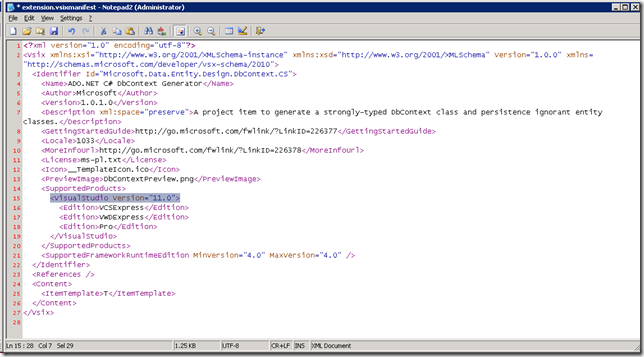 * extension.vsixmanifest - Notepad2 (Administrator)
File Edit View Settings ?
1 <?xml version="1.0" encoding="utf-8"?>
2 <Vsix xmlns:xsi="http://www.w3.org/2001/XMLSchema-instance" xmlns:xsd="http://www.w3.org/2001/XMLSchema" version="1.0.0" xmlns=
"http://schemas.microsoft.com/developer/vsx-schema/2010">
3 <Identifier Id="Microsoft.Data.Entity.Design.DbContext.CS">
4 <Name>ADO.NET C# DbContext Generator</Name>
5 <Author>Microsoft</Author>
6 <Version>1.0.1.0</Version>
7 <Description xml:space="preserve">A project item to generate a strongly-typed DbContext class and persistence ignorant entity
classes.</Description>
8 <GettingStartedGuide>http://go.microsoft.com/fwlink/?LinkID=226377</GettingStartedGuide>
9 <Locale>1033</Locale>
10 <MoreInfoUrl>http://go.microsoft.com/fwlink/?LinkID=226378</MoreInfoUrl>
11 <License>ms-pl.txt</License>
12 <Icon>__TemplateIcon.ico</Icon>
13 <PreviewImage>DbContextPreview.png</PreviewImage>
14 <SupportedProducts>
15 <VisualStudio version="11.0">
16 <Edition>VCSExpress</Edition>
17 <Edition>VWDExpress</Edition>
18 <Edition>Pro</Edition>
19 </VisualStudio>
20 </SupportedProducts>
21 <SupportedFrameworkRuntimeEdition MinVersion="4.0" MaxVersion="4.0" />
22 </Identifier>
23 <References />
24 <Content>
25 <ItemTemplate>T</ItemTemplate>
26 </Content>
27 </Vsix>
28
Ln 15 : 28 Col 7 Sel 29 1.25 KB UTF-8 CR+LF INS XML Document